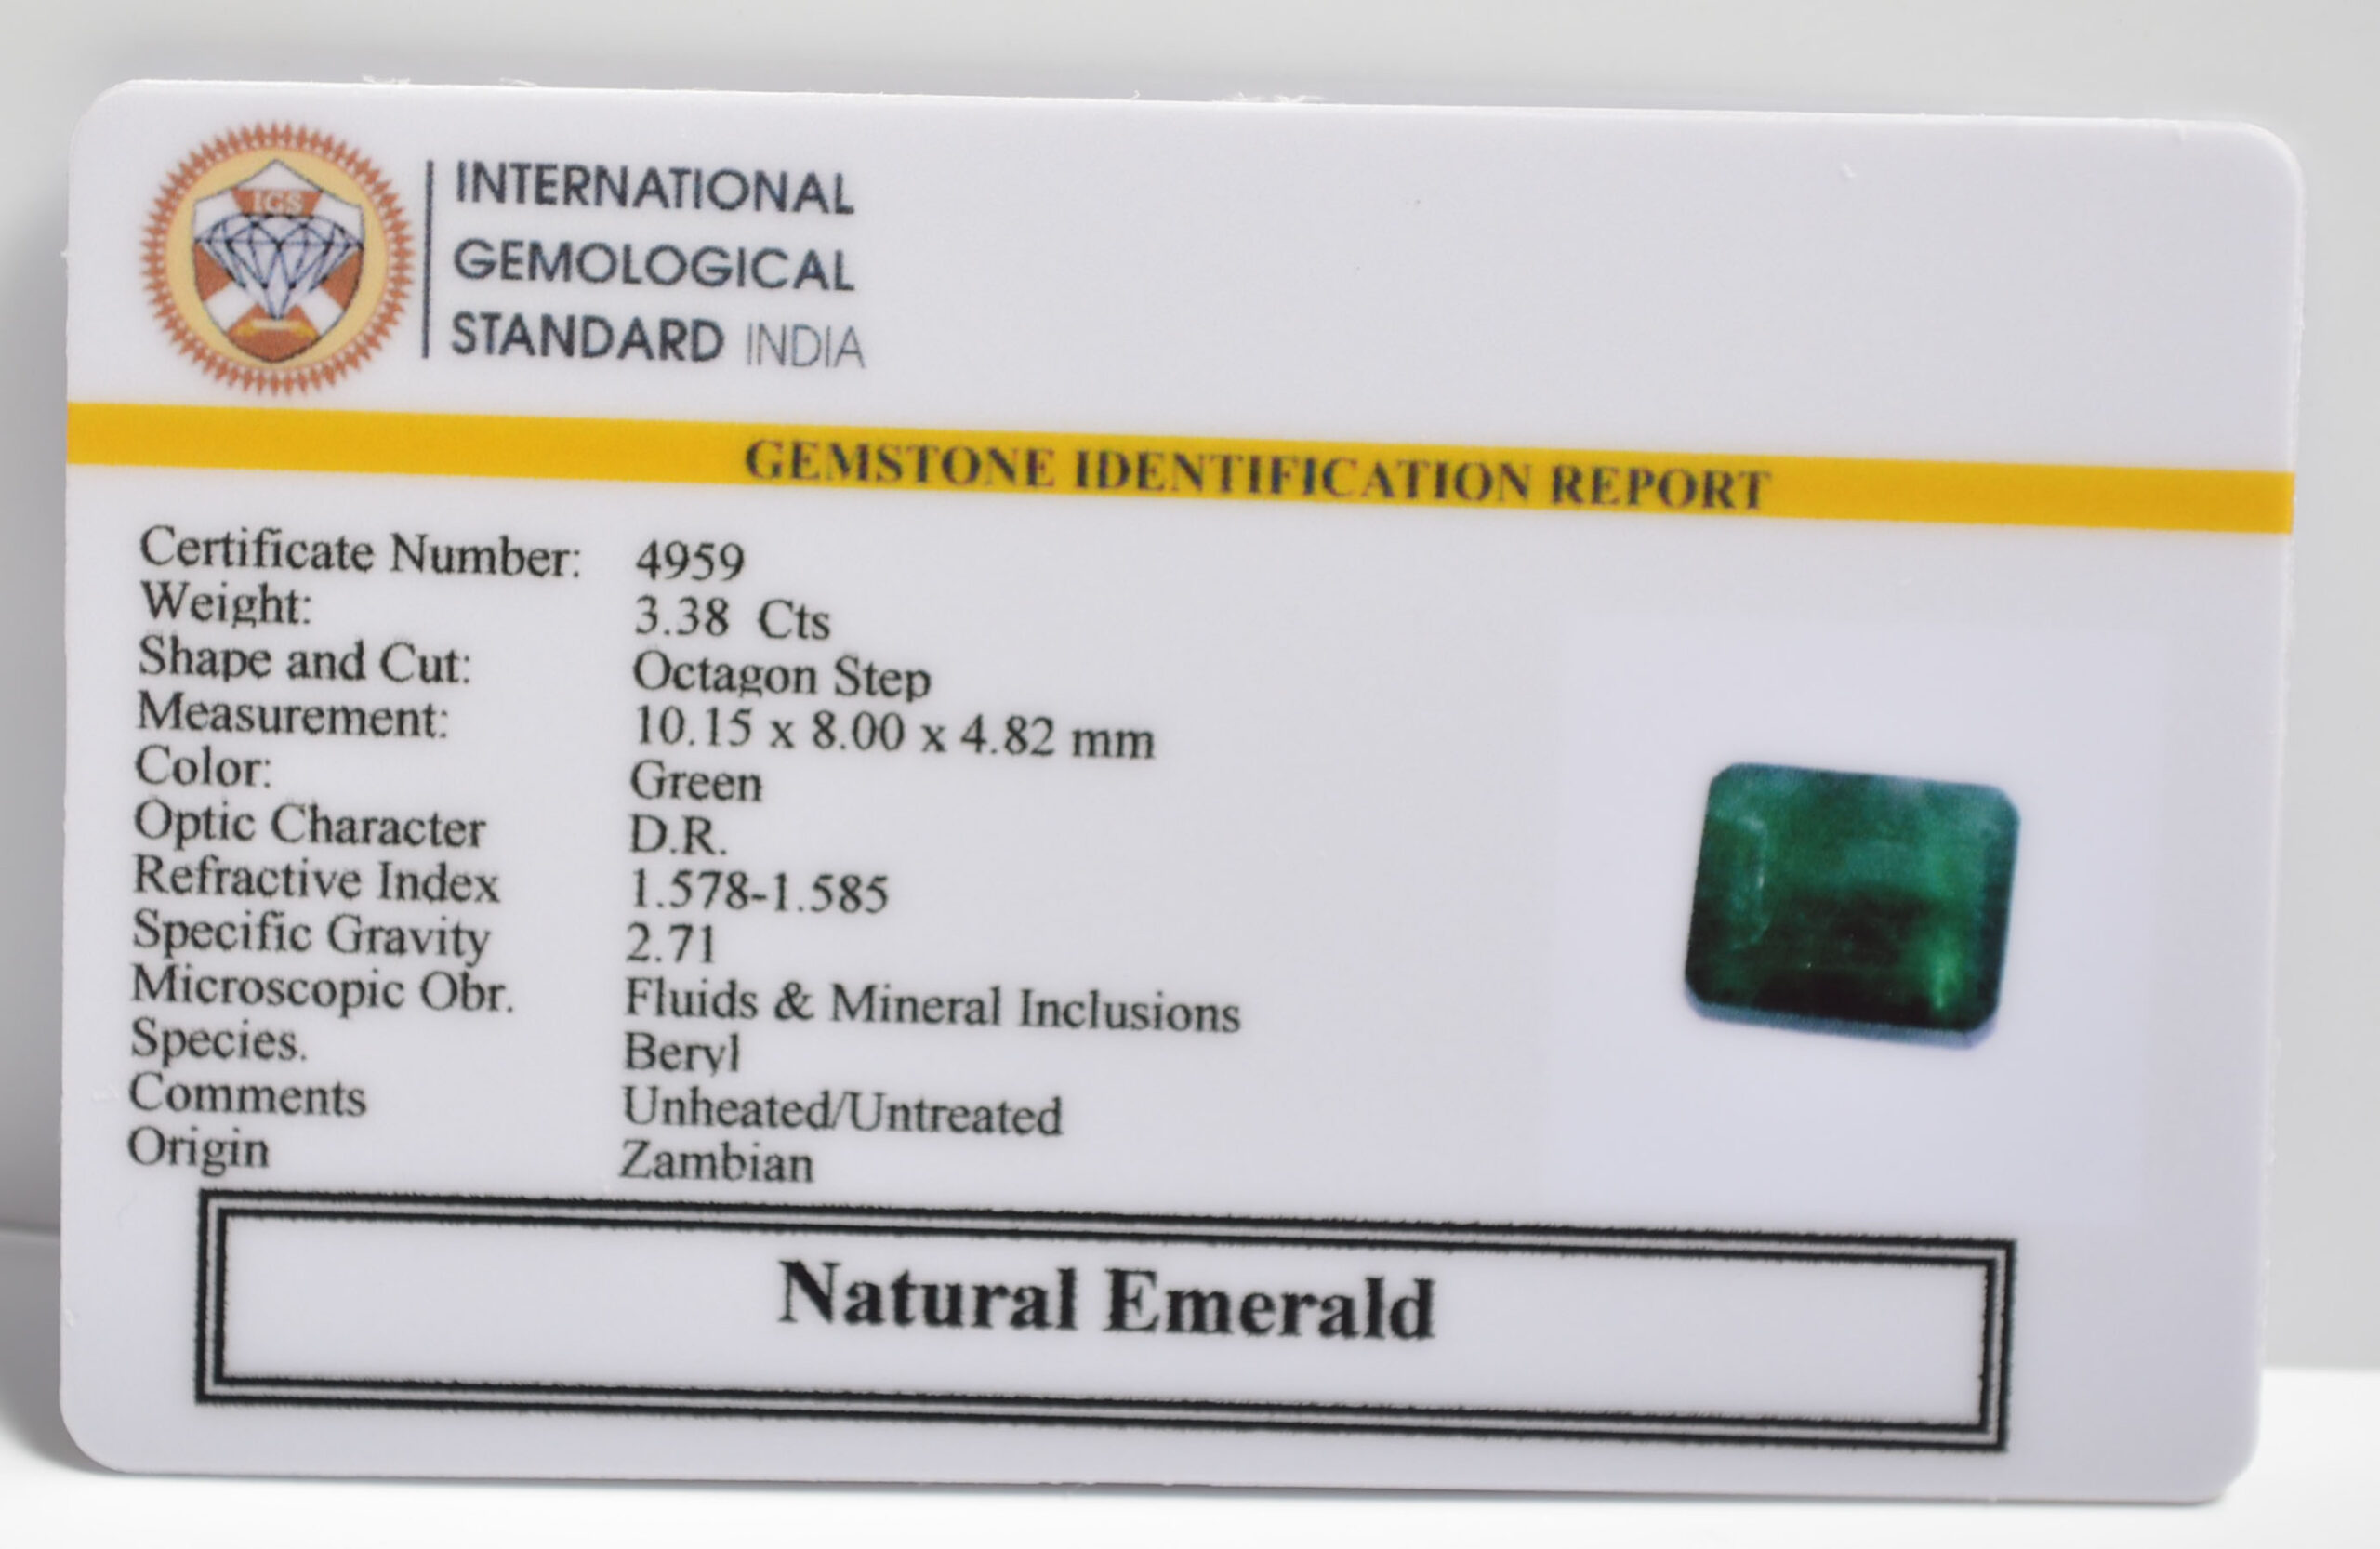 IGS
INTERNATIONAL
GEMOLOGICAL
STANDARD INDIA
GEMSTONE IDENTIFICATION REPORT
Certificate Number: 4959
Weight: 3.38 Cts
Shape and Cut: Octagon Step
Measurement: 10.15 x 8.00 x 4.82 mm
Color: Green
Optic Character D.R.
Refractive Index 1.578-1.585
Specific Gravity 2.71
Microscopic Obr. Fluids & Mineral Inclusions
Species. Beryl
Comments Unheated/Untreated
Origin Zambian
Natural Emerald